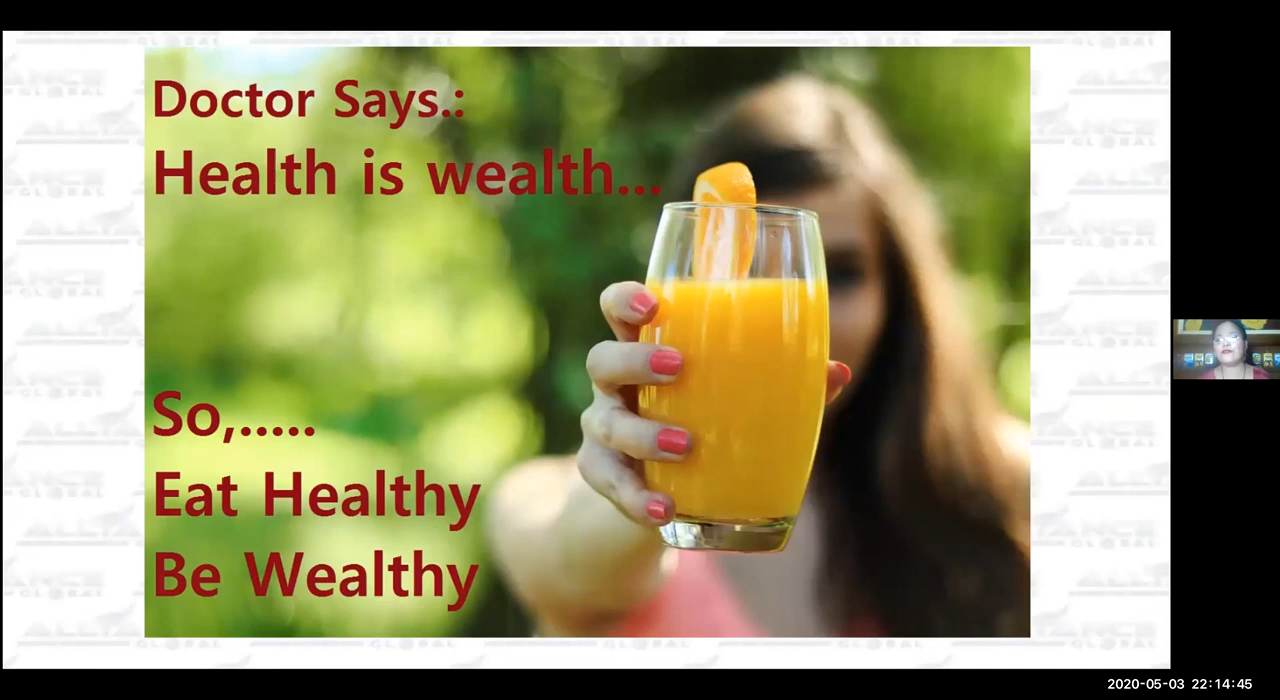 Doctor Says.:
Health is wealth...
So,.....
Eat Healthy
Be Wealthy
2020-05-03 22:14:45